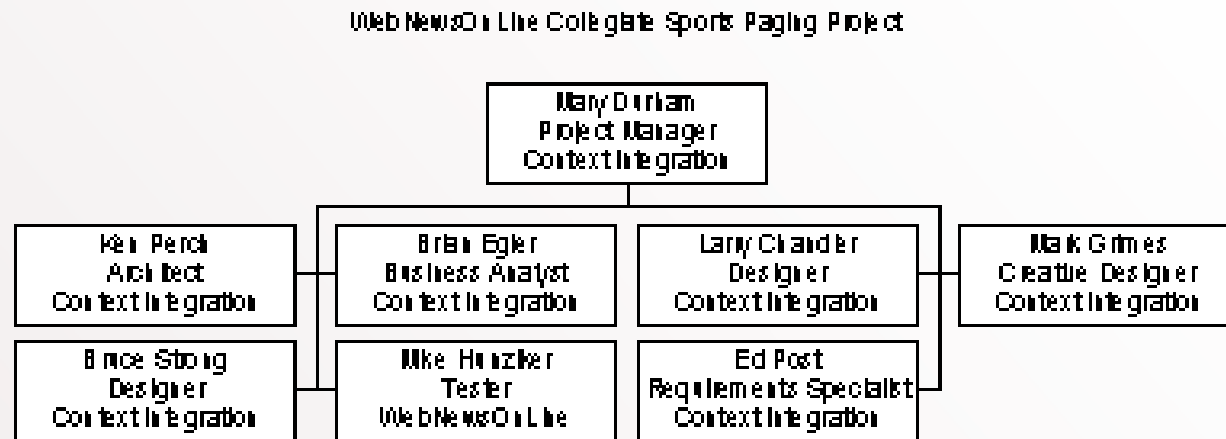 WebNewsOnLine Collegiate Sports Paging Project
Mary Durham
Project Manager
Context Integration
Ken Perch
Architect
Context Integration
Brian Egler
Business Analyst
Context Integration
Larry Chandler
Designer
Context Integration
Mark Grimes
Creative Designer
Context Integration
Bruce Strong
Designer
Context Integration
Mike Hunziker
Tester
WebNewsOnLine
Ed Post
Requirements Specialist
Context Integration